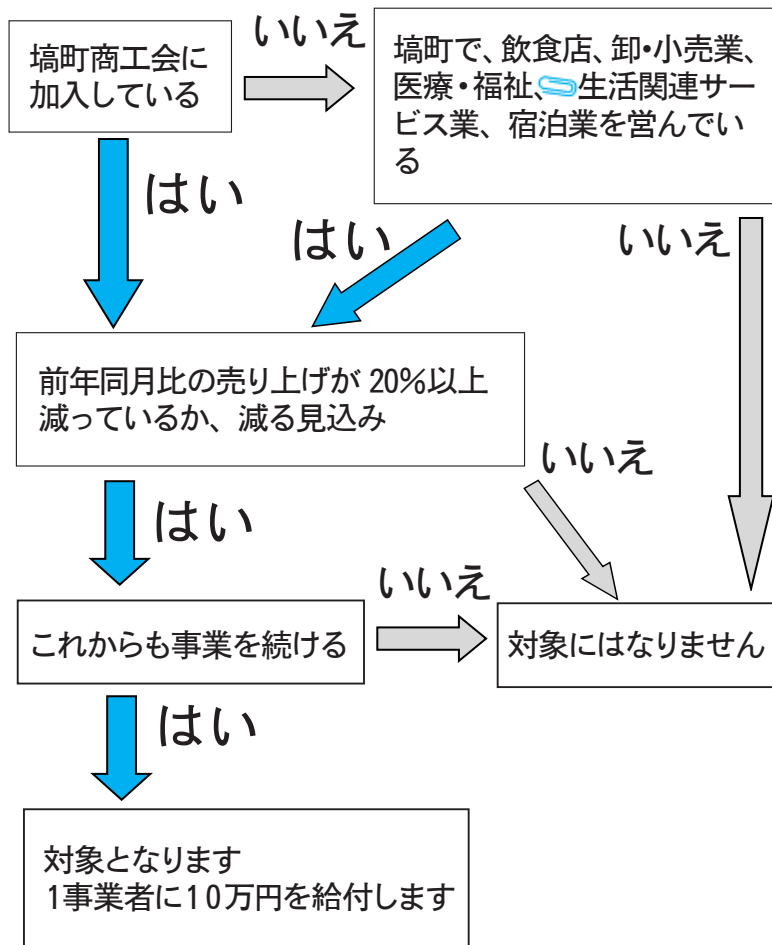 塙町商工会に
加入している
いいえ
塙町で、飲食店、卸・小売業、
医療・福祉、生活関連サー
ビス業、宿泊業を営んでい
る
はい
はい
いいえ
前年同月比の売り上げが 20%以上
減っているか、減る見込み
いいえ
はい
いいえ
これからも事業を続ける
対象にはなりません
はい
対象となります
1事業者に10万円を給付します